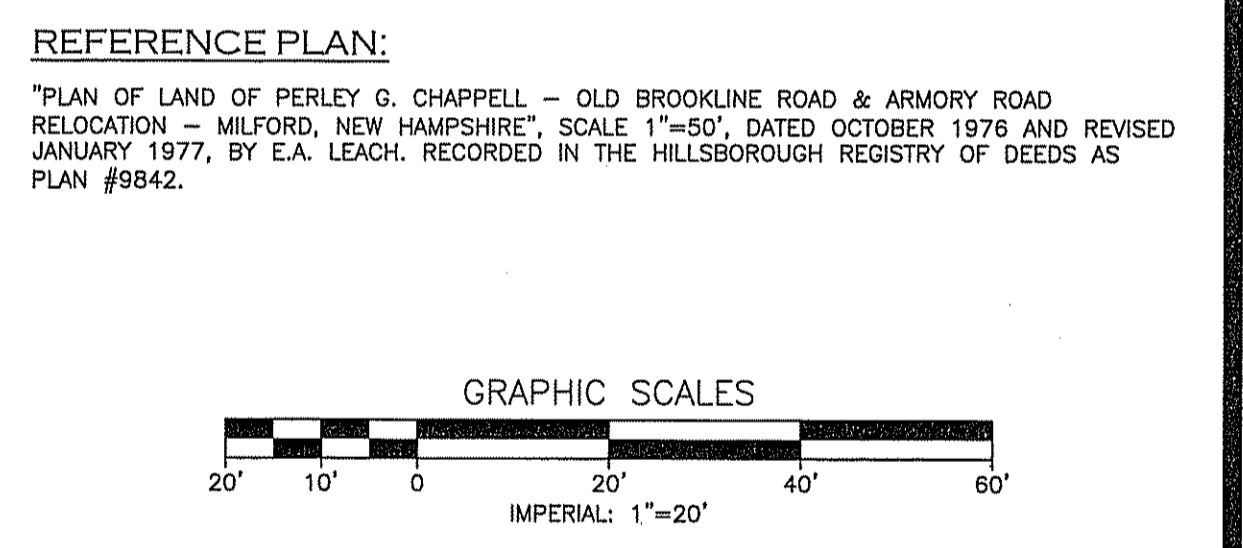 REFERENCE PLAN:
"PLAN OF LAND OF PERLEY G. CHAPPELL – OLD BROOKLINE ROAD & ARMORY ROAD
RELOCATION – MILFORD, NEW HAMPSHIRE", SCALE 1"=50', DATED OCTOBER 1976 AND REVISED
JANUARY 1977, BY E.A. LEACH. RECORDED IN THE HILLSBOROUGH REGISTRY OF DEEDS AS
PLAN #9842.
GRAPHIC SCALES
20' 10' 0 20' 40' 60'
IMPERIAL: 1"=20'